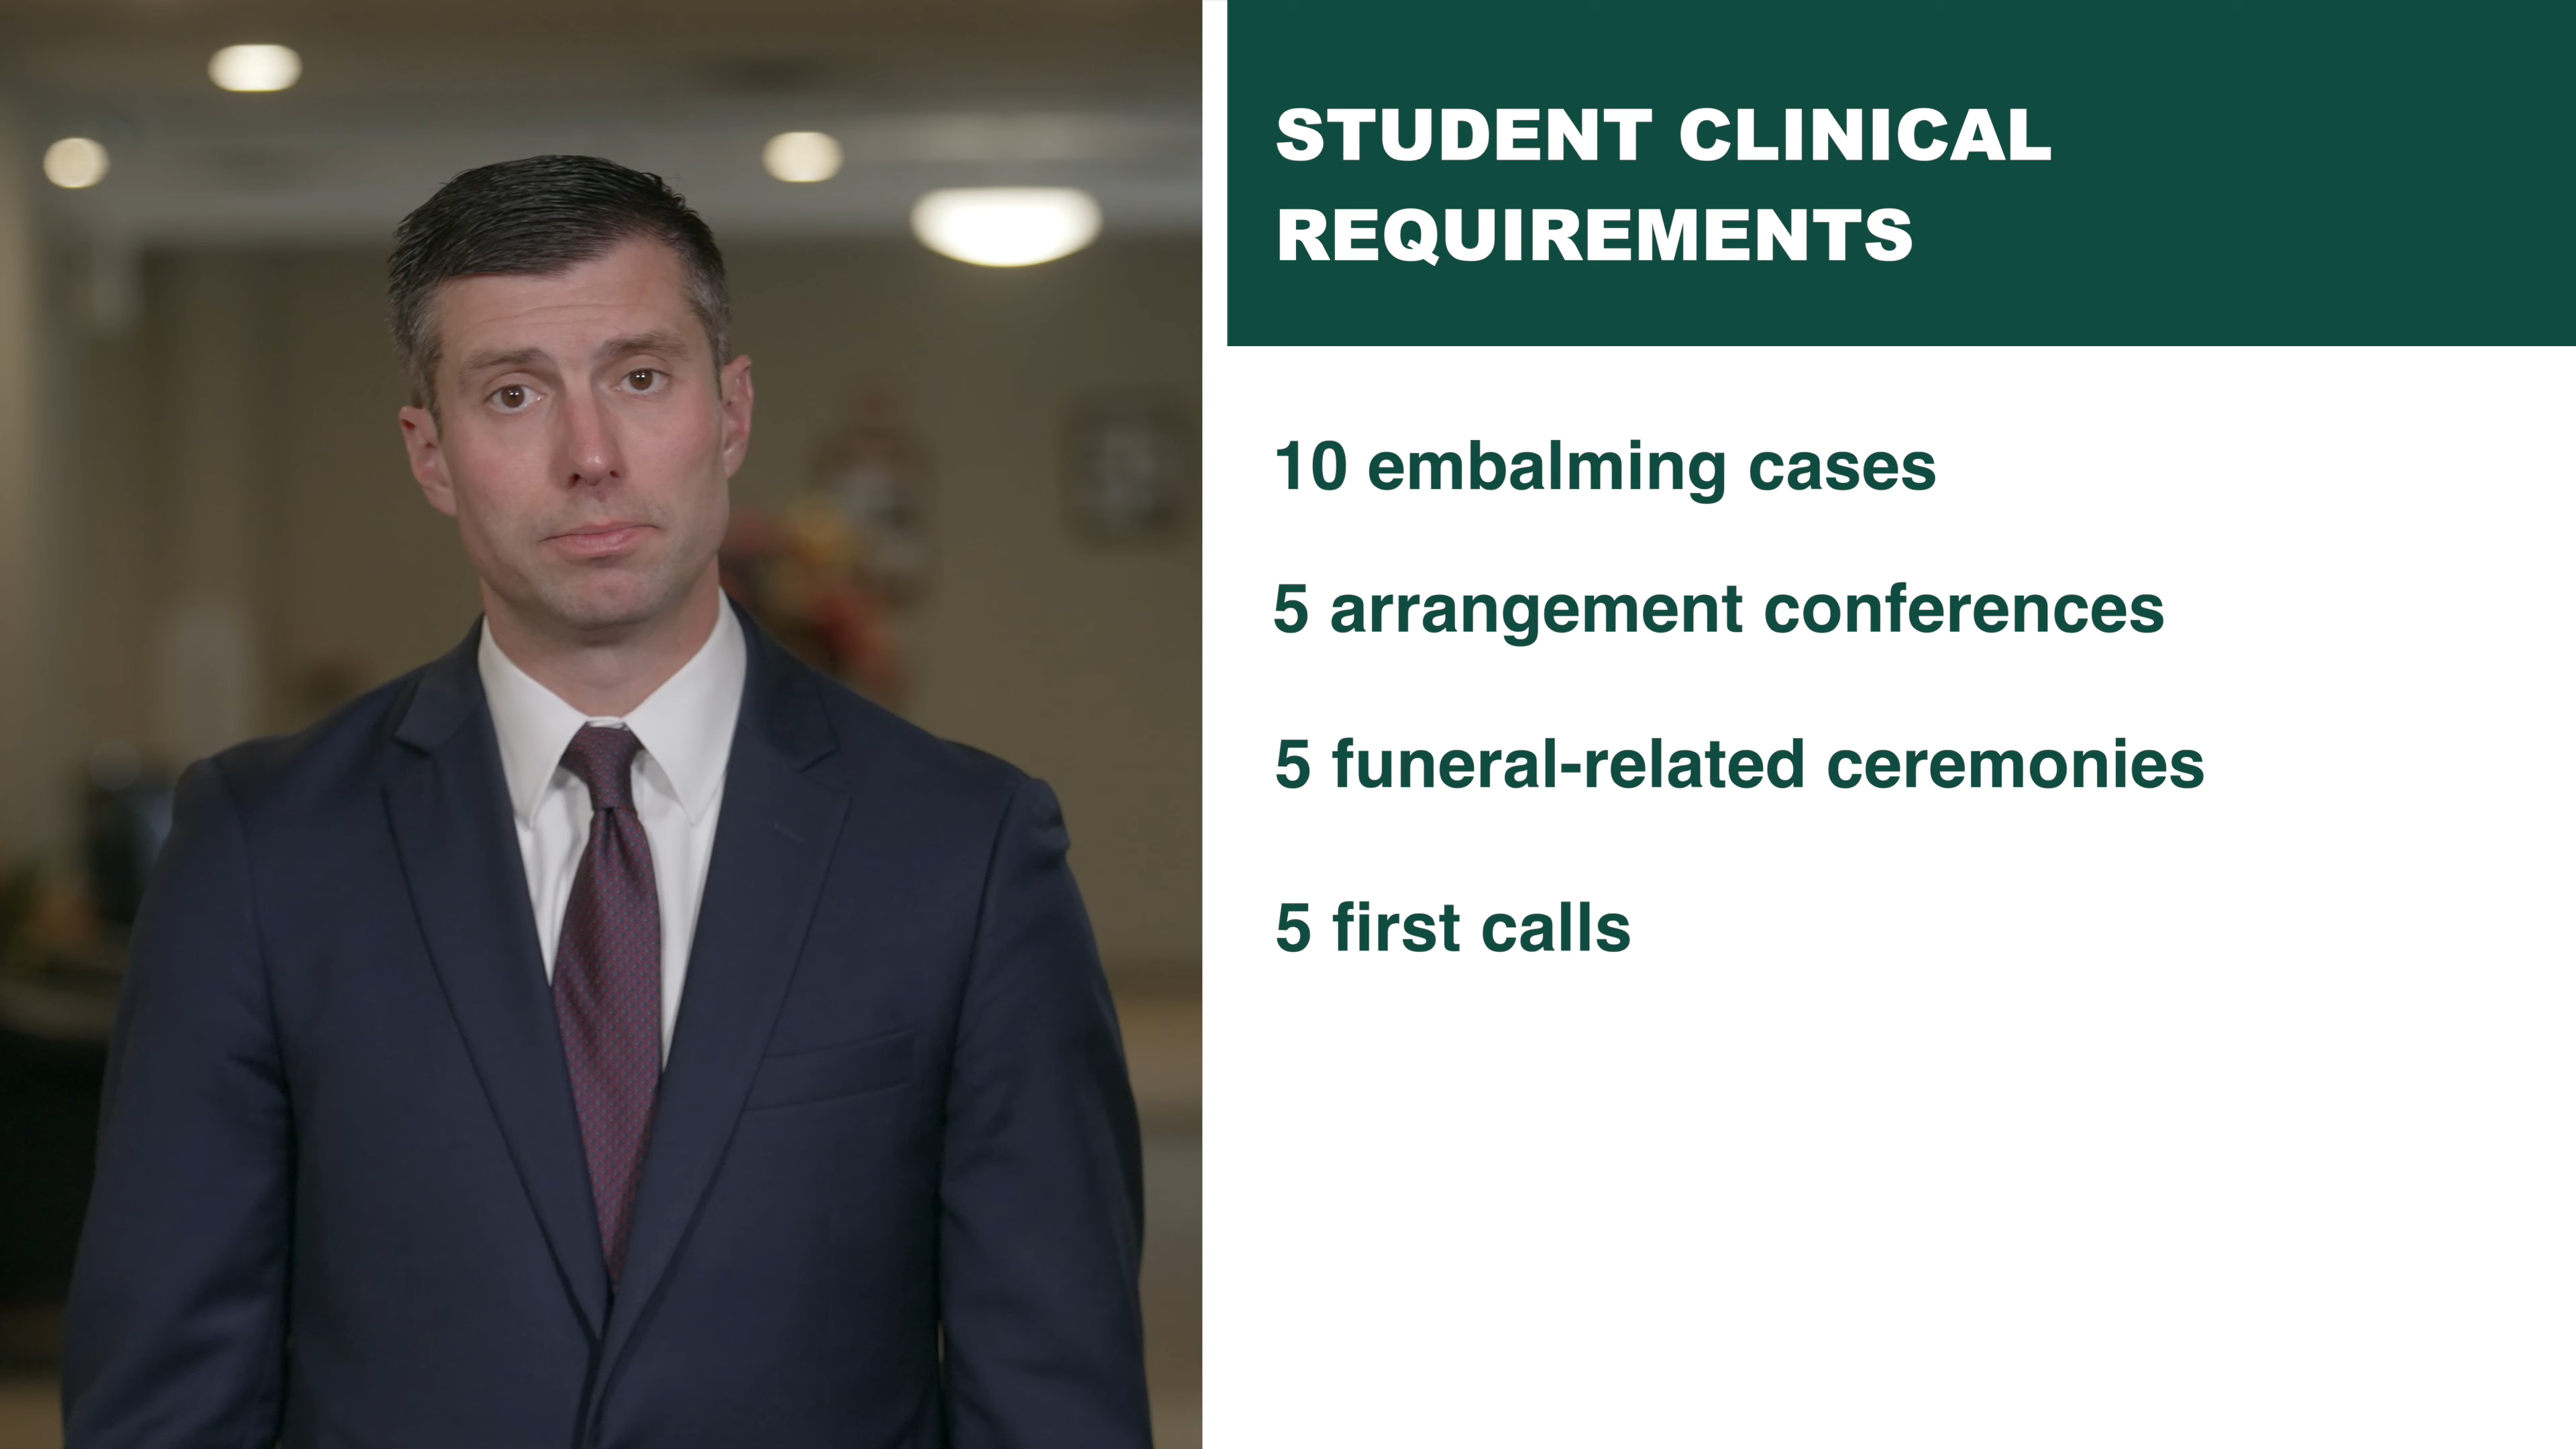 STUDENT CLINICAL
REQUIREMENTS
10 embalming cases
5 arrangement conferences
5 funeral-related ceremonies
5 first calls